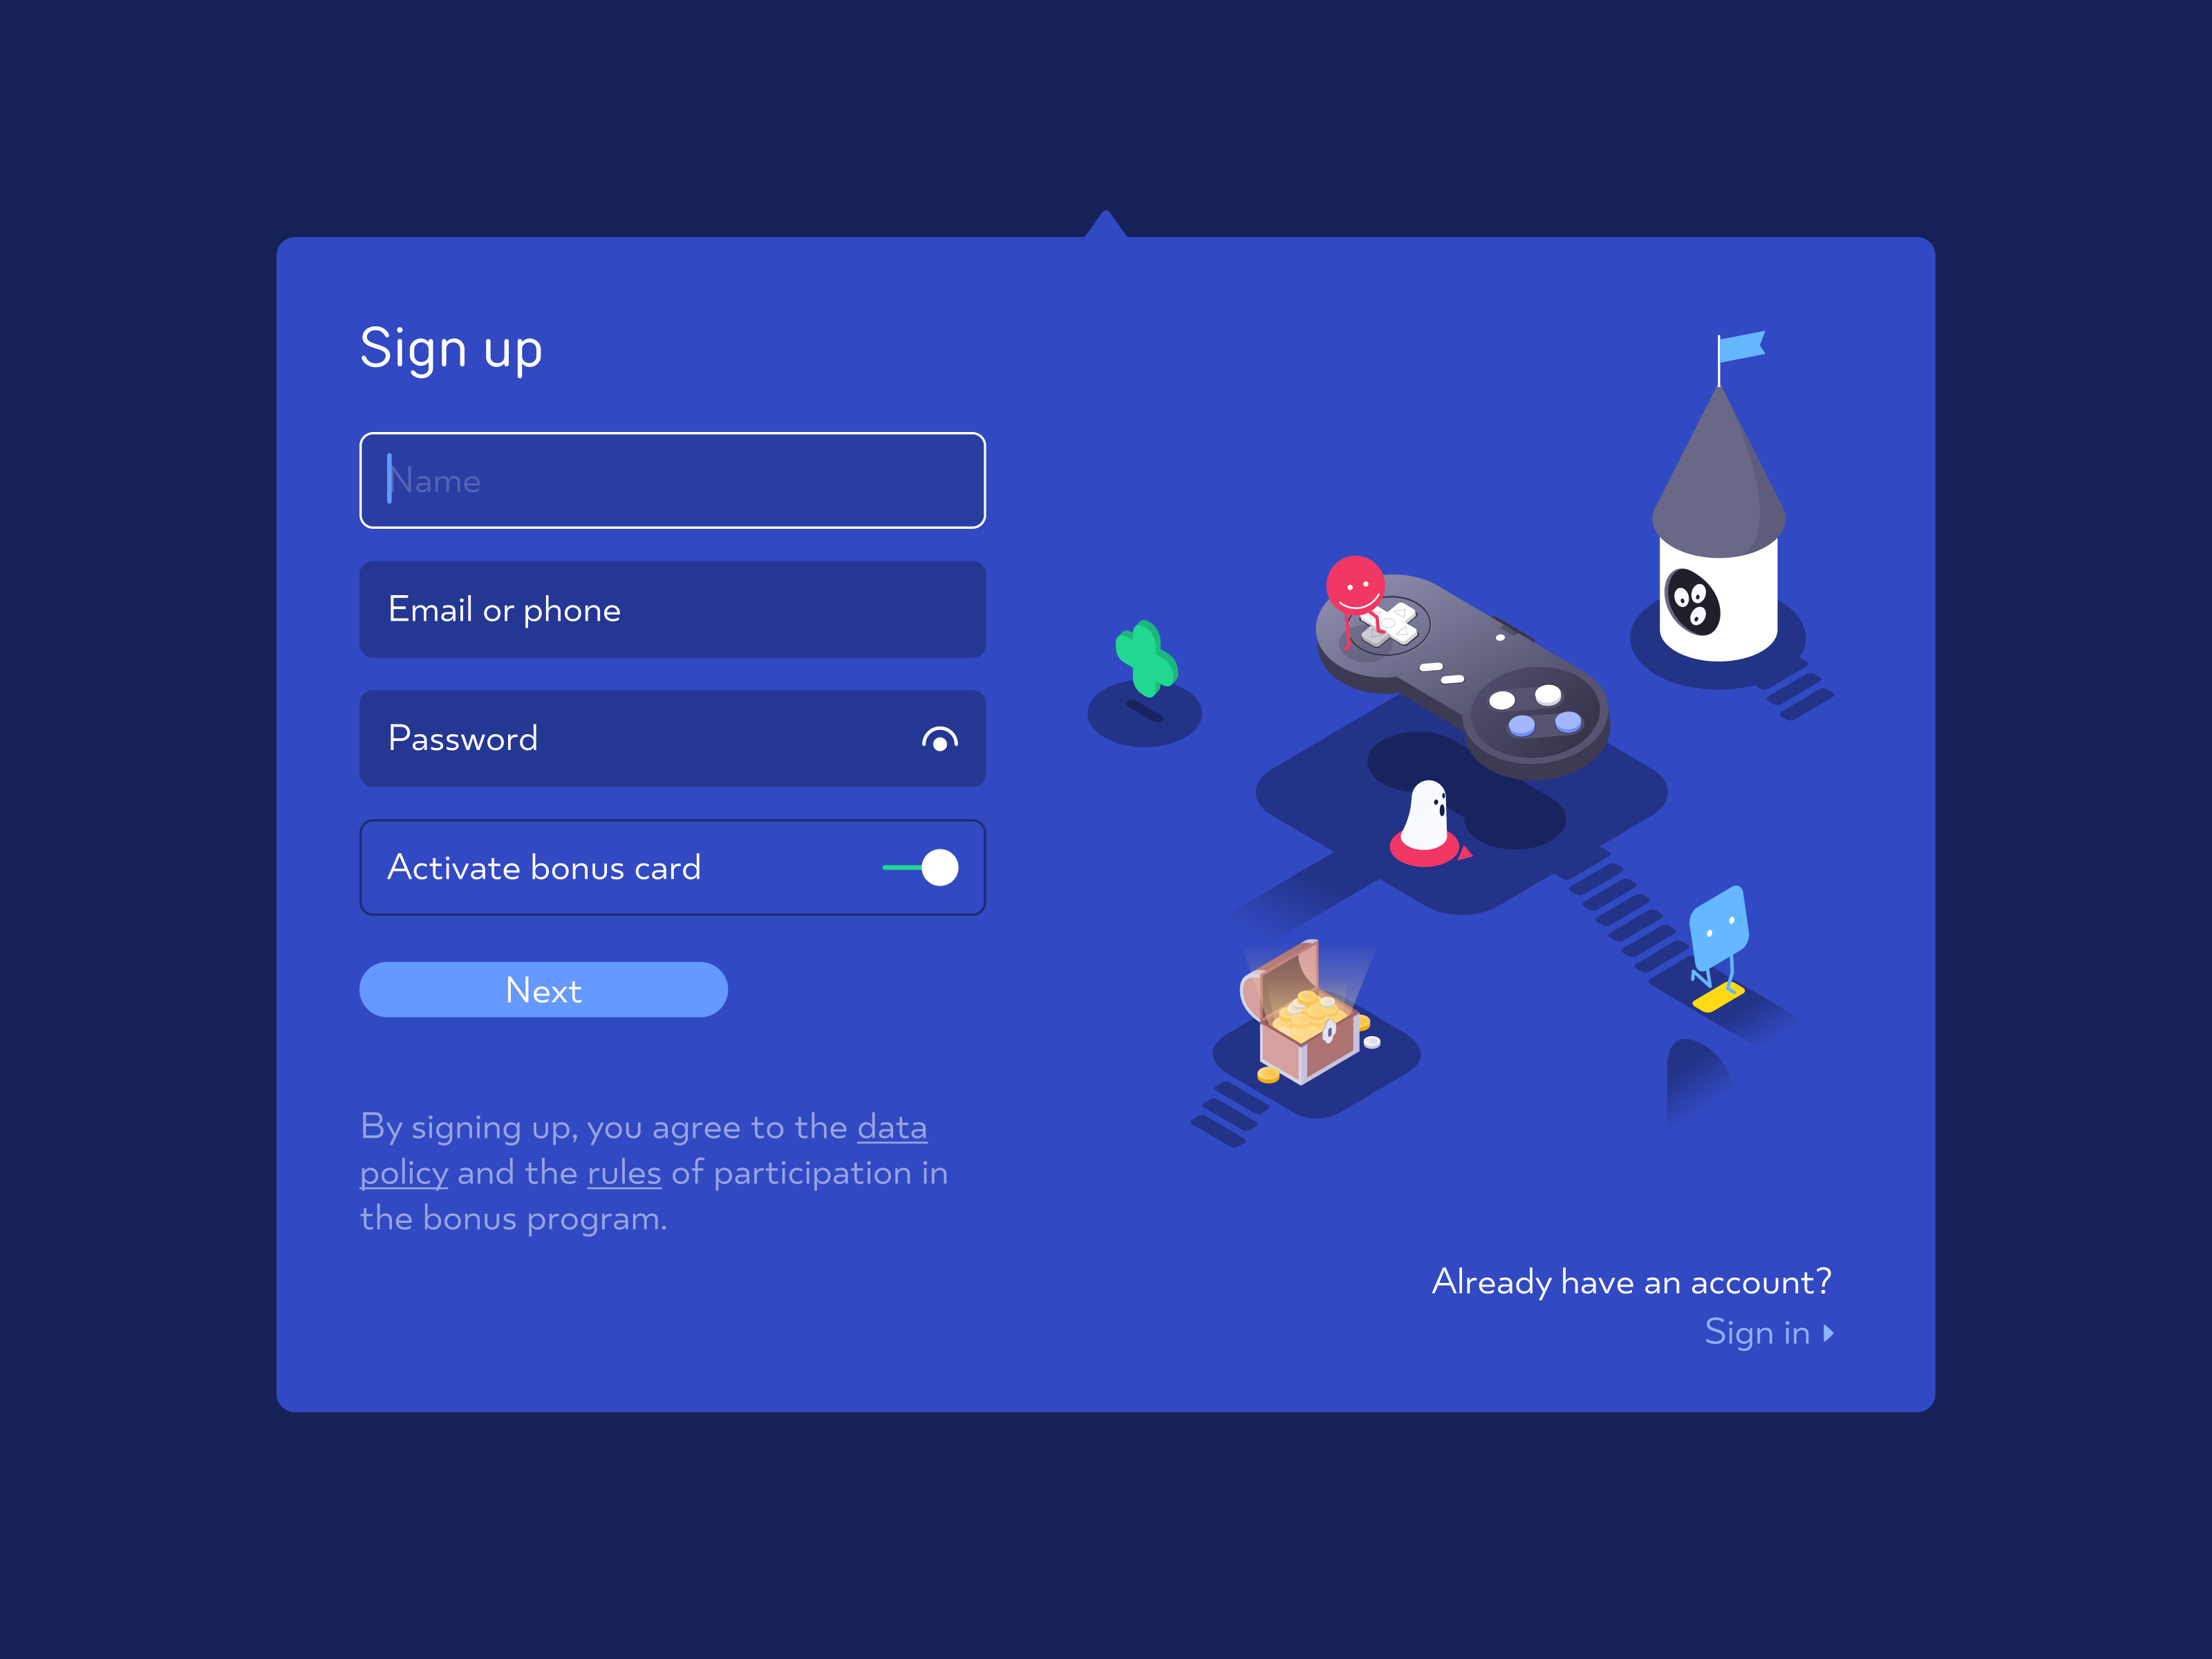 Sign up
Name
Email or phone
Password
Activate bonus card
Next
By signing up, you agree to the data
policy and the rules of participation in
the bonus program.
Already have an account?
Sign in